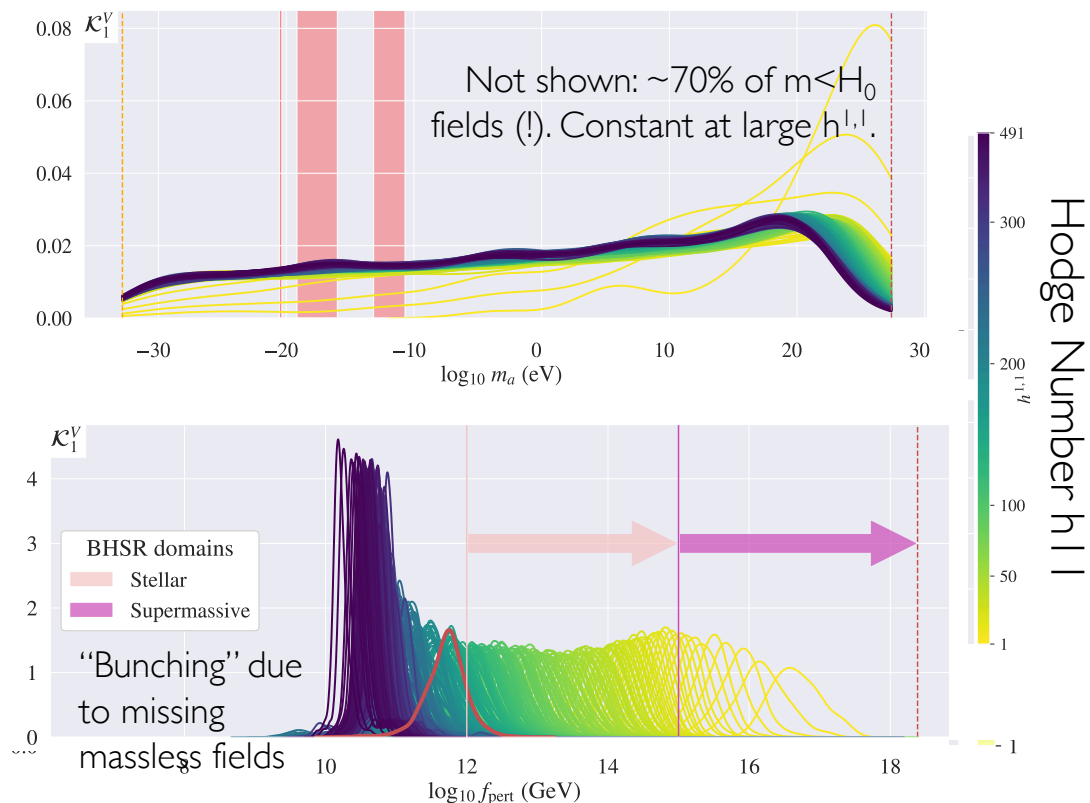 𝒦₁ⱽ
0.08
0.06
0.04
0.02
0.00
Not shown: ~70% of m<H₀
fields (!). Constant at large h¹,¹.
−30 −20 −10 0 10 20 30
log₁₀ mₐ (eV)
491
300
200
100
50
1
h¹,¹
Hodge Number h11
𝒦₁ⱽ
4
3
2
1
0
BHSR domains
Stellar
Supermassive
“Bunching” due
to missing
massless fields
8 10 12 14 16 18
log₁₀ f_pert (GeV)
1